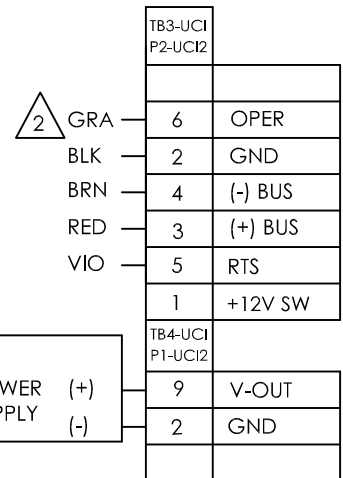 TB3-UCI
P2-UCI2
2 GRA 6 OPER
BLK 2 GND
BRN 4 (-) BUS
RED 3 (+) BUS
VIO 5 RTS
1 +12V SW
TB4-UCI
P1-UCI2
(+) 9 V-OUT
(-) 2 GND